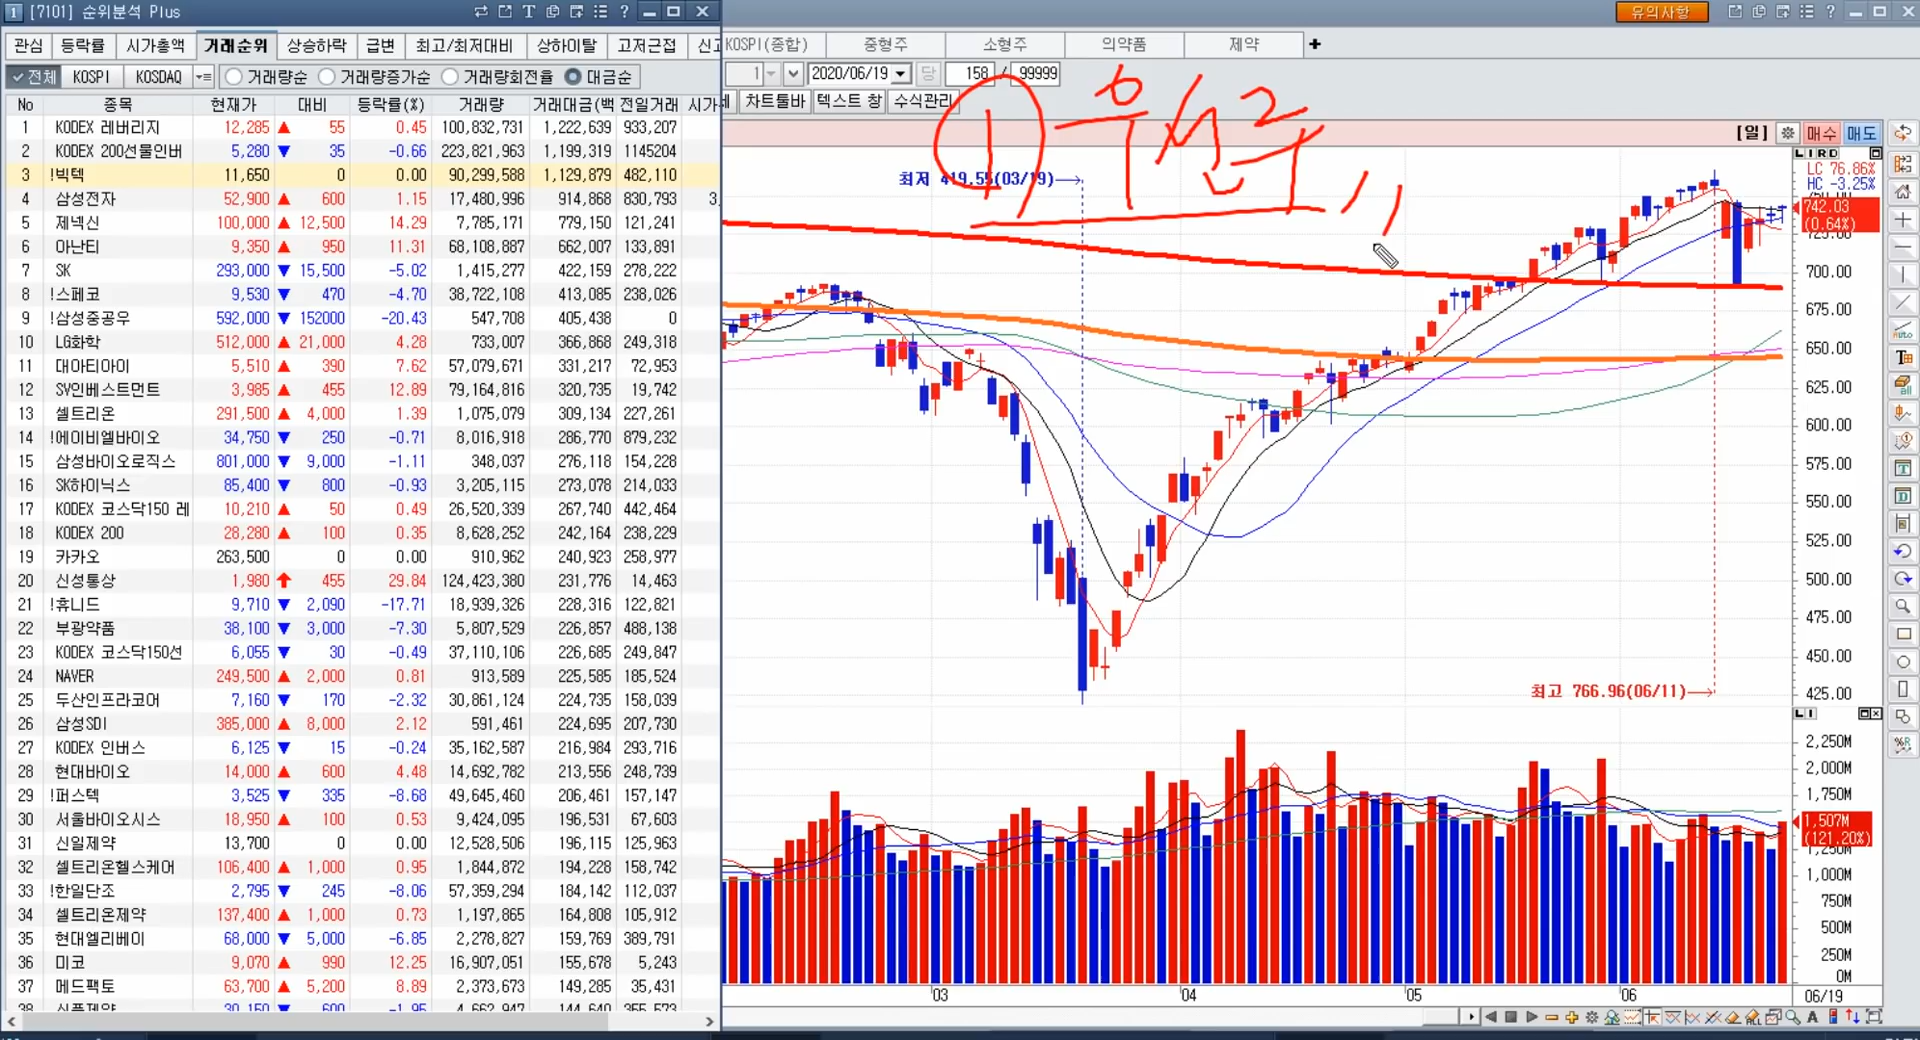 1 [7101] 순위분석 Plus
유의사항
관심 등락률 시가총액 거래순위 상승하락 급변 최고/최저대비 상하이탈 고저근접 신고
KOSPI(종합) 중형주 소형주 의약품 제약
전체 KOSPI KOSDAQ 거래량순 거래량증가순 거래량회전율 대금순
1 2020/06/19 당 158 / 99999
차트툴바 텍스트 창 수식관리
① 우선주
[일] 매수 매도
No 종목 현재가 대비 등락률(%) 거래량 거래대금(백 전일거래 시가
1 KODEX 레버리지 12,285 ▲ 55 0.45 100,832,731 1,222,639 933,207
2 KODEX 200선물인버 5,280 ▼ 35 -0.66 223,821,963 1,199,319 1145204
3 !빅텍 11,650 0 0.00 90,299,588 1,129,879 482,110
4 삼성전자 52,900 ▲ 600 1.15 17,480,996 914,868 830,793 3,
5 제넥신 100,000 ▲ 12,500 14.29 7,785,171 779,150 121,241
6 아난티 9,350 ▲ 950 11.31 68,108,887 662,007 133,891
7 SK 293,000 ▼ 15,500 -5.02 1,415,277 422,159 278,222
8 !스페코 9,530 ▼ 470 -4.70 38,722,108 413,085 238,026
9 !삼성중공우 592,000 ▼ 152000 -20.43 547,708 405,438 0
10 LG화학 512,000 ▲ 21,000 4.28 733,007 366,868 249,318
11 대아티아이 5,510 ▲ 390 7.62 57,079,671 331,217 72,953
12 SV인베스트먼트 3,985 ▲ 455 12.89 79,164,816 320,735 19,742
13 셀트리온 291,500 ▲ 4,000 1.39 1,075,079 309,134 227,261
14 !에이비엘바이오 34,750 ▼ 250 -0.71 8,016,918 286,770 879,232
15 삼성바이오로직스 801,000 ▼ 9,000 -1.11 348,037 276,118 154,228
16 SK하이닉스 85,400 ▼ 800 -0.93 3,205,115 273,078 214,033
17 KODEX 코스닥150 레 10,210 ▲ 50 0.49 26,520,339 267,740 442,464
18 KODEX 200 28,280 ▲ 100 0.35 8,628,252 242,164 238,229
19 카카오 263,500 0 0.00 910,962 240,923 258,977
20 신성통상 1,980 ↑ 455 29.84 124,423,380 231,776 14,463
21 !휴니드 9,710 ▼ 2,090 -17.71 18,939,326 228,316 122,821
22 부광약품 38,100 ▼ 3,000 -7.30 5,807,529 226,857 488,138
23 KODEX 코스닥150선 6,055 ▼ 30 -0.49 37,110,106 226,685 249,847
24 NAVER 249,500 ▲ 2,000 0.81 913,589 225,585 185,524
25 두산인프라코어 7,160 ▼ 170 -2.32 30,861,124 224,735 158,039
26 삼성SDI 385,000 ▲ 8,000 2.12 591,461 224,695 207,730
27 KODEX 인버스 6,125 ▼ 15 -0.24 35,162,587 216,984 293,716
28 현대바이오 14,000 ▲ 600 4.48 14,692,782 213,556 248,739
29 !퍼스텍 3,525 ▼ 335 -8.68 49,645,460 206,461 157,147
30 서울바이오시스 18,950 ▲ 100 0.53 9,424,095 196,531 67,603
31 신일제약 13,700 0 0.00 12,528,506 196,115 125,963
32 셀트리온헬스케어 106,400 ▲ 1,000 0.95 1,844,872 194,228 158,742
33 !한일단조 2,795 ▼ 245 -8.06 57,359,294 184,142 112,037
34 셀트리온제약 137,400 ▲ 1,000 0.73 1,197,865 164,808 105,912
35 현대엘리베이 68,000 ▼ 5,000 -6.85 2,278,827 159,769 389,791
36 미코 9,070 ▲ 990 12.25 16,907,051 155,678 5,243
37 메드팩토 63,700 ▲ 5,200 8.89 2,373,673 149,285 35,431
38 신풍제약 30,150 ▼ 600 -1.95 4,662,947 144,640
최저 419.55(03/19)→
최고 766.96(06/11)→
LC 76.86%
HC -3.25%
742.03
(0.64%)
725.00
700.00
675.00
650.00
625.00
600.00
575.00
550.00
525.00
500.00
475.00
450.00
425.00
2,250M
2,000M
1,750M
1,507M
(121.20%)
1,250M
1,000M
750M
500M
250M
0M
03 04 05 06 06/19